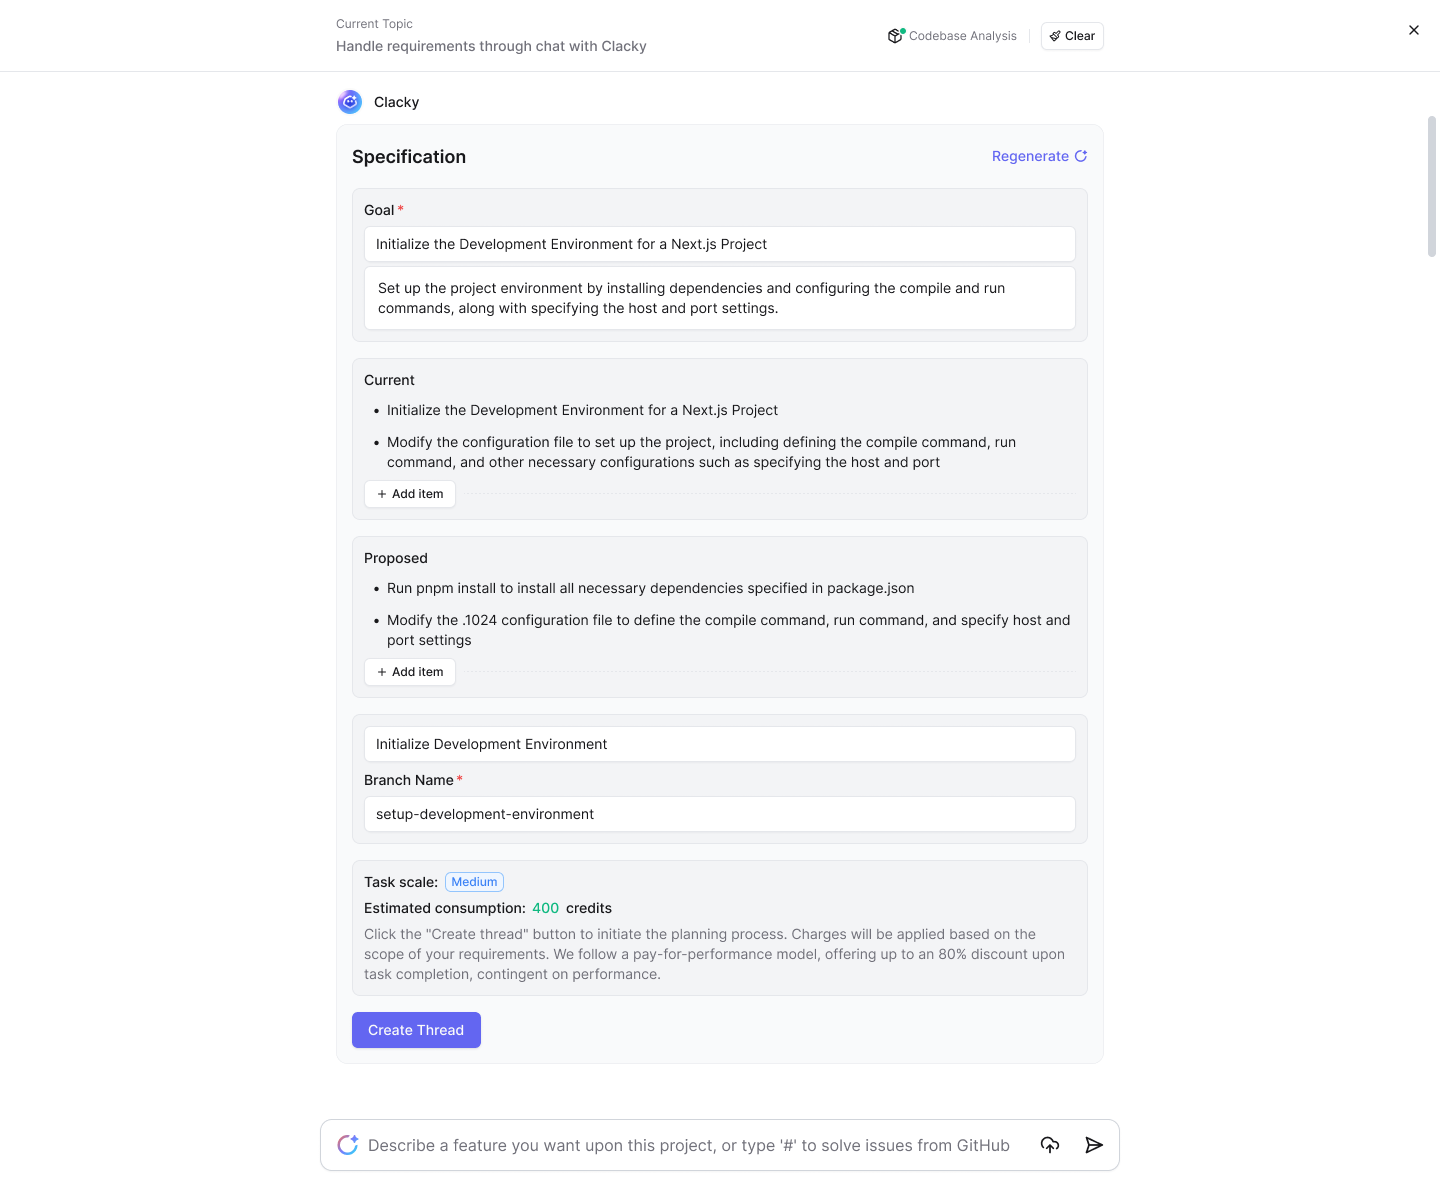 Current Topic
Handle requirements through chat with Clacky
Codebase Analysis
Clear
Clacky
Specification
Regenerate
Goal *
Initialize the Development Environment for a Next.js Project
Set up the project environment by installing dependencies and configuring the compile and run
commands, along with specifying the host and port settings.
Current
• Initialize the Development Environment for a Next.js Project
• Modify the configuration file to set up the project, including defining the compile command, run
command, and other necessary configurations such as specifying the host and port
+ Add item
Proposed
• Run pnpm install to install all necessary dependencies specified in package.json
• Modify the .1024 configuration file to define the compile command, run command, and specify host and
port settings
+ Add item
Initialize Development Environment
Branch Name *
setup-development-environment
Task scale: Medium
Estimated consumption: 400 credits
Click the "Create thread" button to initiate the planning process. Charges will be applied based on the
scope of your requirements. We follow a pay-for-performance model, offering up to an 80% discount upon
task completion, contingent on performance.
Create Thread
Describe a feature you want upon this project, or type '#' to solve issues from GitHub